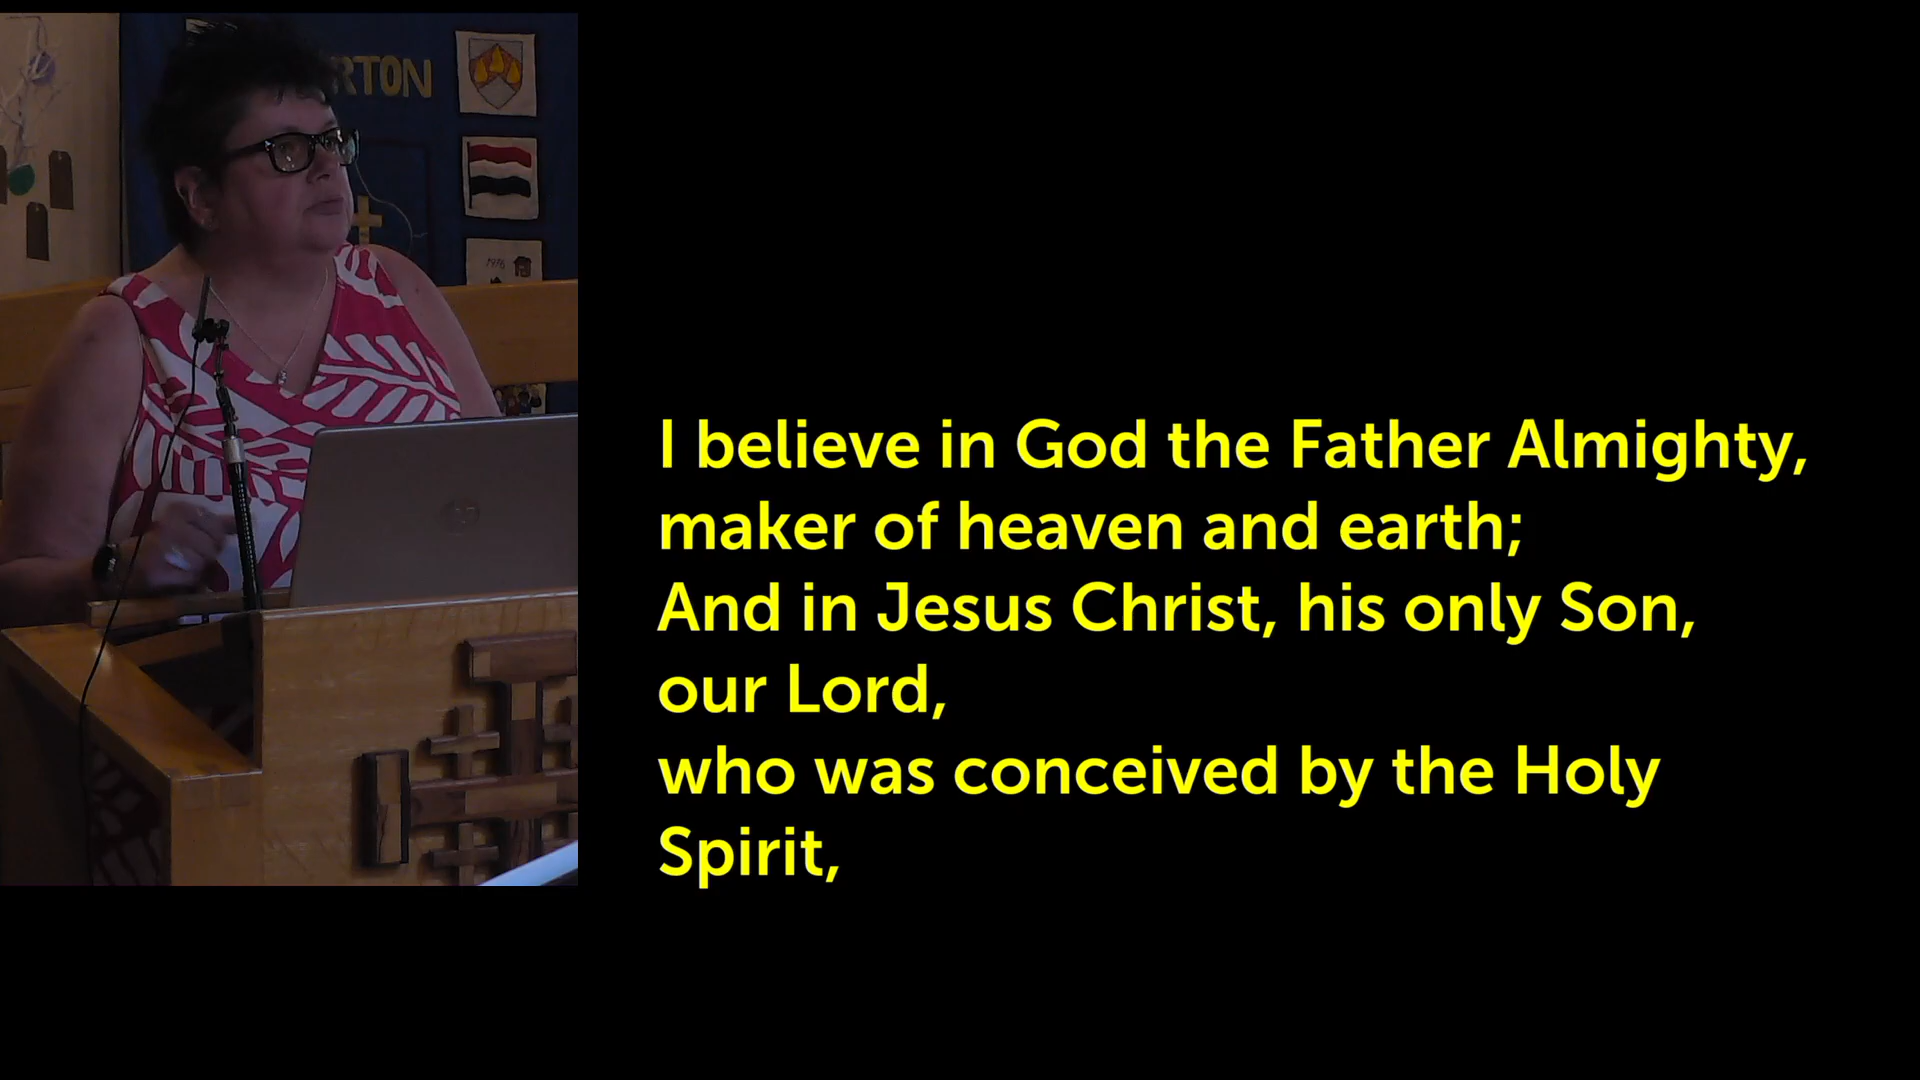 RTON
1876
I believe in God the Father Almighty,
maker of heaven and earth;
And in Jesus Christ, his only Son,
our Lord,
who was conceived by the Holy
Spirit,